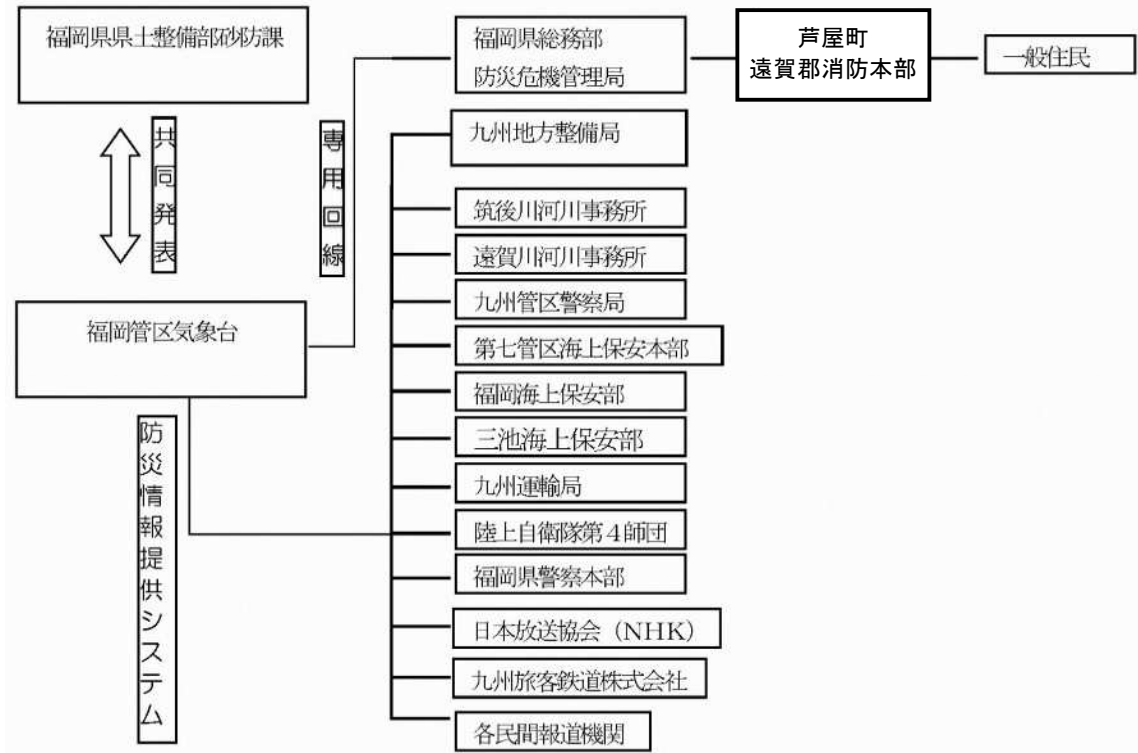 福岡県県土整備部砂防課
共同発表
福岡管区気象台
防災情報提供システム
専用回線
福岡県総務部
防災危機管理局
芦屋町
遠賀郡消防本部
一般住民
九州地方整備局
筑後川河川事務所
遠賀川河川事務所
九州管区警察局
第七管区海上保安本部
福岡海上保安部
三池海上保安部
九州運輸局
陸上自衛隊第４師団
福岡県警察本部
日本放送協会（NHK）
九州旅客鉄道株式会社
各民間報道機関